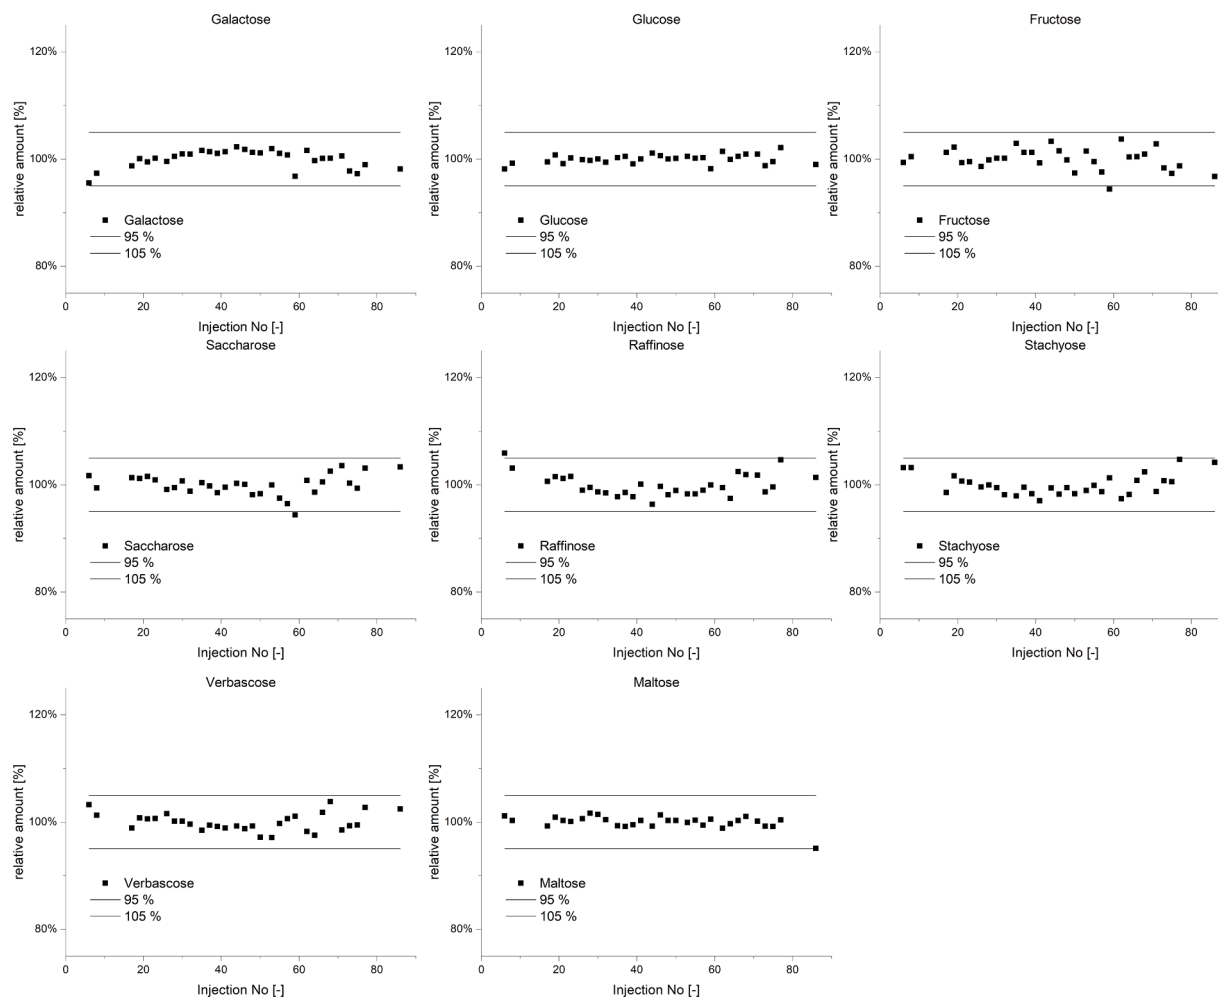 Galactose
120%
100%
80%
relative amount [%]
Galactose
95 %
105 %
0 20 40 60 80
Injection No [-]
Glucose
120%
100%
80%
relative amount [%]
Glucose
95 %
105 %
0 20 40 60 80
Injection No [-]
Fructose
120%
100%
80%
relative amount [%]
Fructose
95 %
105 %
0 20 40 60 80
Injection No [-]
Saccharose
120%
100%
80%
relative amount [%]
Saccharose
95 %
105 %
0 20 40 60 80
Injection No [-]
Raffinose
120%
100%
80%
relative amount [%]
Raffinose
95 %
105 %
0 20 40 60 80
Injection No [-]
Stachyose
120%
100%
80%
relative amount [%]
Stachyose
95 %
105 %
0 20 40 60 80
Injection No [-]
Verbascose
120%
100%
80%
relative amount [%]
Verbascose
95 %
105 %
0 20 40 60 80
Injection No [-]
Maltose
120%
100%
80%
relative amount [%]
Maltose
95 %
105 %
0 20 40 60 80
Injection No [-]